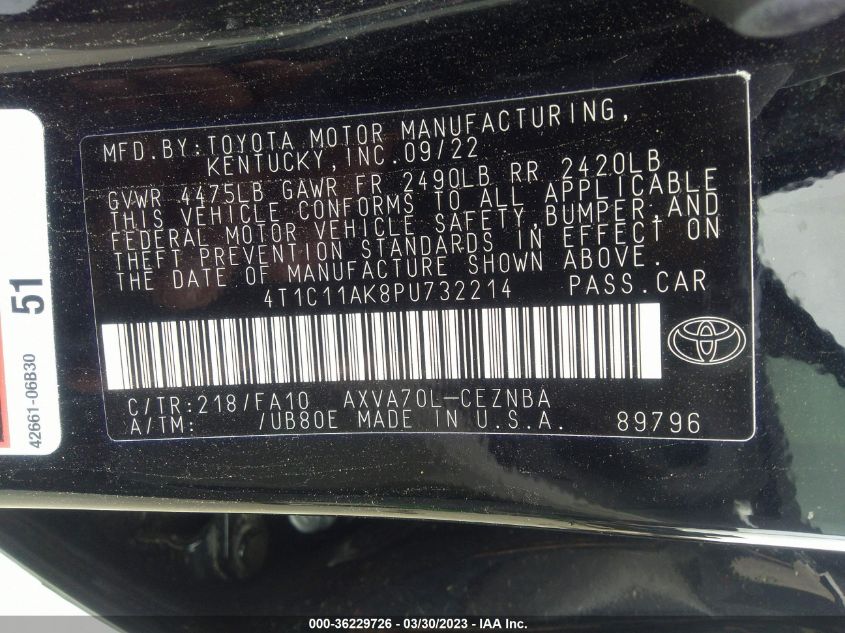 MFD.BY:TOYOTA MOTOR MANUFACTURING,
KENTUCKY,INC.09/22
GVWR 4475LB GAWR FR 2490LB RR 2420LB
THIS VEHICLE CONFORMS TO ALL APPLICABLE
FEDERAL MOTOR VEHICLE SAFETY,BUMPER,AND
THEFT PREVENTION STANDARDS IN EFFECT ON
THE DATE OF MANUFACTURE SHOWN ABOVE.
4T1C11AK8PU732214 PASS.CAR
C/TR:218/FA10 AXVA70L-CEZNBA
A/TM: /UB80E MADE IN U.S.A. 89796
51
42661-06B30
000-36229726 - 03/30/2023 - IAA Inc.